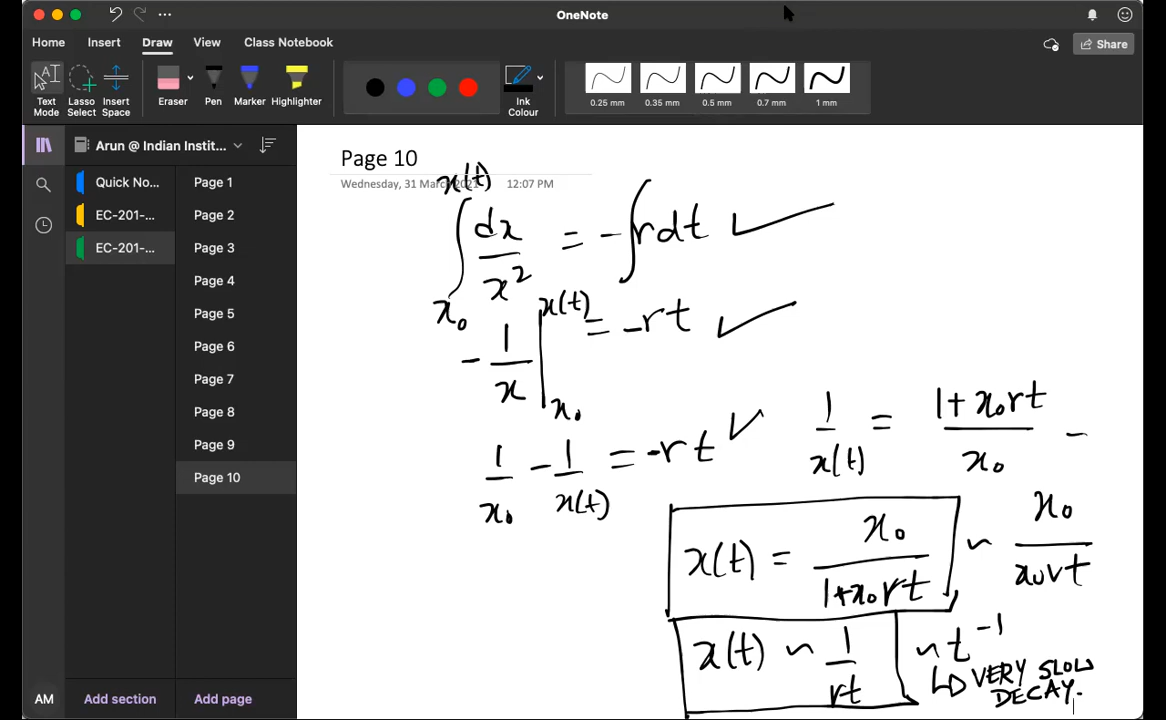 OneNote
Home Insert Draw View Class Notebook
Share
Text Mode
Lasso Select
Insert Space
Eraser
Pen
Marker
Highlighter
Ink Colour
0.25 mm
0.35 mm
0.5 mm
0.7 mm
1 mm
Arun @ Indian Instit...
Quick No...
EC-201-...
EC-201-...
Page 1
Page 2
Page 3
Page 4
Page 5
Page 6
Page 7
Page 8
Page 9
Page 10
AM
Add section
Add page
Page 10
Wednesday, 31 March 2021 12:07 PM
∫_{x₀}^{x(t)} dx/x² = -∫rdt ✓
-1/x |_{x₀}^{x(t)} = -rt ✓
1/x₀ - 1/x(t) = -rt ✓
1/x(t) = (1+x₀rt)/x₀ -
x(t) = x₀/(1+x₀rt) ~ x₀/(x₀rt)
x(t) ~ 1/rt ~ t⁻¹
↳ VERY SLOW
DECAY.